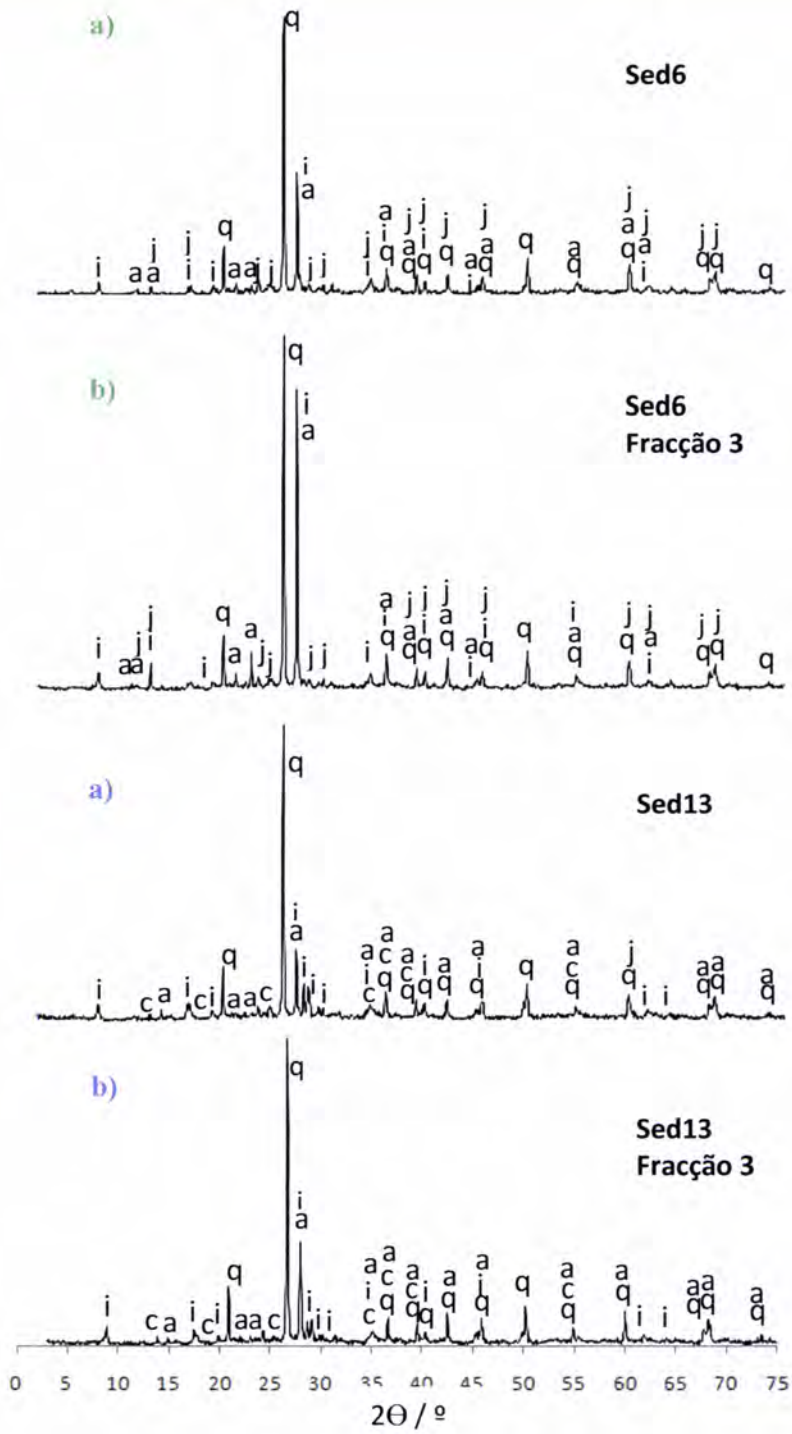 a)
Sed6
q
i
a
i a j a i j i q a a j i i j j i i q a j a q j i q j q i a q a j q a q j a q j a i j q j q q
b)
Sed6
Fracção 3
q
i
a
i a a j i j i q a a j i j j i a i q j a q j i q a q a i j i q q i a q j q j a i j q j q q
a)
Sed13
q
i
a
i c a i c i q a a c i i i a i c a c q a c q i q a q a i q q a c q j q i i a q a q a q
b)
Sed13
Fracção 3
q
i
a
i c a i c i q a a c i i i a i c a c q a c q i q a q a i q q a c q a q i i a q a q a q
0 5 10 15 20 25 30 35 40 45 50 55 60 65 70 75
2Θ / º